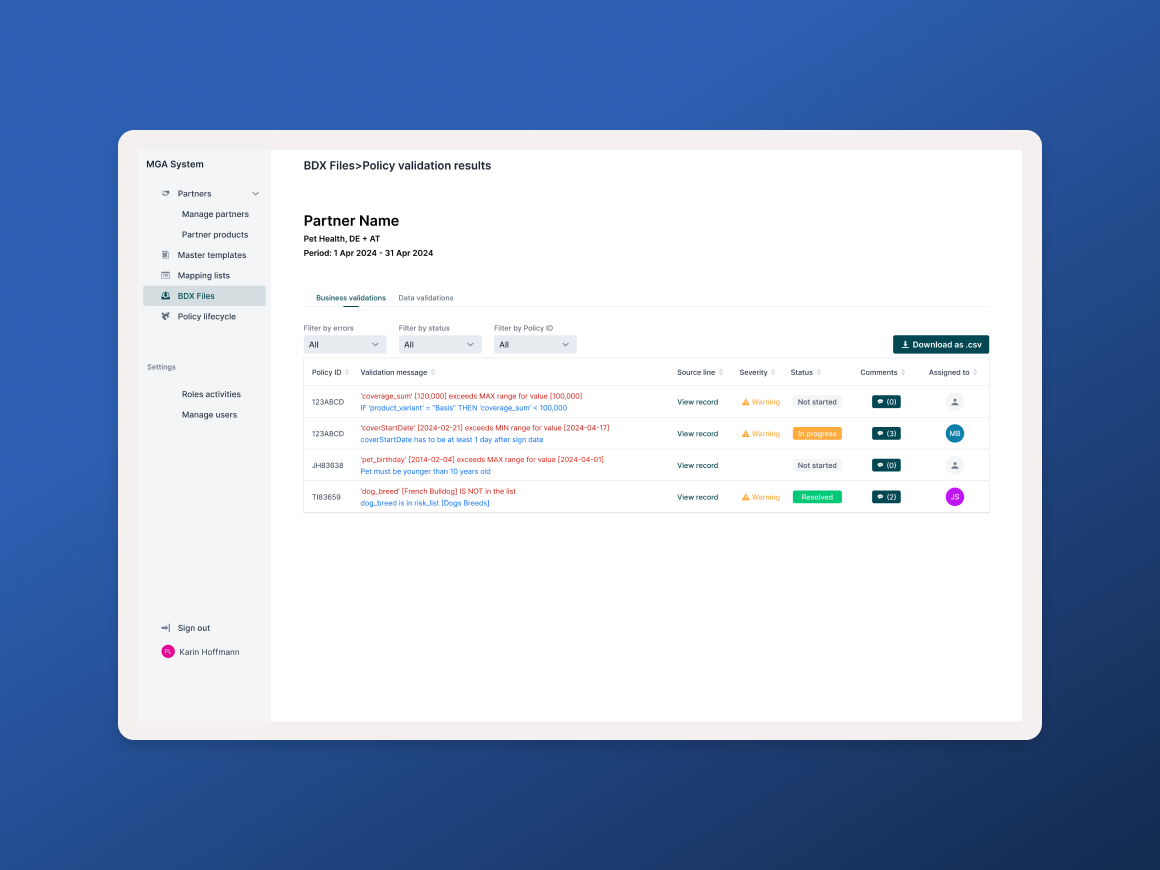 MGA System
Partners
Manage partners
Partner products
Master templates
Mapping lists
BDX Files
Policy lifecycle
Settings
Roles activities
Manage users
Sign out
FL Karin Hoffmann
BDX Files>Policy validation results
Partner Name
Pet Health, DE + AT
Period: 1 Apr 2024 - 31 Apr 2024
Business validations Data validations
Filter by errors Filter by status Filter by Policy ID
All All All Download as .csv
Policy ID Validation message Source line Severity Status Comments Assigned to
123ABCD 'coverage_sum' [120,000] exceeds MAX range for value [100,000] View record Warning Not started (0)
IF 'product_variant' = "Basis" THEN 'coverage_sum' < 100,000
123ABCD 'coverStartDate' [2024-02-21] exceeds MIN range for value [2024-04-17] View record Warning In progress (3) MB
coverStartDate has to be at least 1 day after sign date
JH83638 'pet_birthday' [2014-02-04] exceeds MAX range for value [2024-04-01] View record Not started (0)
Pet must be younger than 10 years old
TI83659 'dog_breed' [French Bulldog] IS NOT in the list View record Warning Resolved (2) JS
dog_breed is in risk_list [Dogs Breeds]